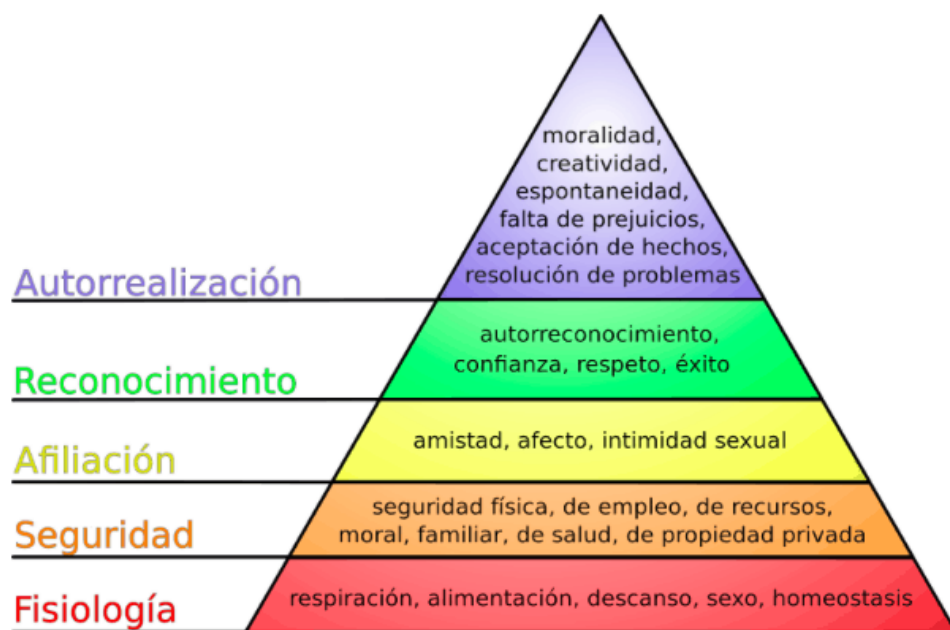 moralidad,
creatividad,
espontaneidad,
falta de prejuicios,
aceptación de hechos,
resolución de problemas
Autorrealización
autorreconocimiento,
confianza, respeto, éxito
Reconocimiento
amistad, afecto, intimidad sexual
Afiliación
seguridad física, de empleo, de recursos,
moral, familiar, de salud, de propiedad privada
Seguridad
respiración, alimentación, descanso, sexo, homeostasis
Fisiología